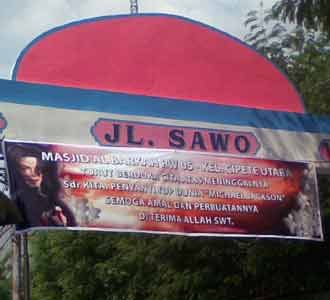 JL. SAWO
MASJID AL BARKAH RW 05 - KEL. CIPETE UTARA
"TURUT BERDUKA CITA ATAS MENINGGALNYA
Sdr KITA PENYANYI POP DUNIA "MICHAEL JACKSON"
SEMOGA AMAL DAN PERBUATANNYA
DI TERIMA ALLAH SWT.